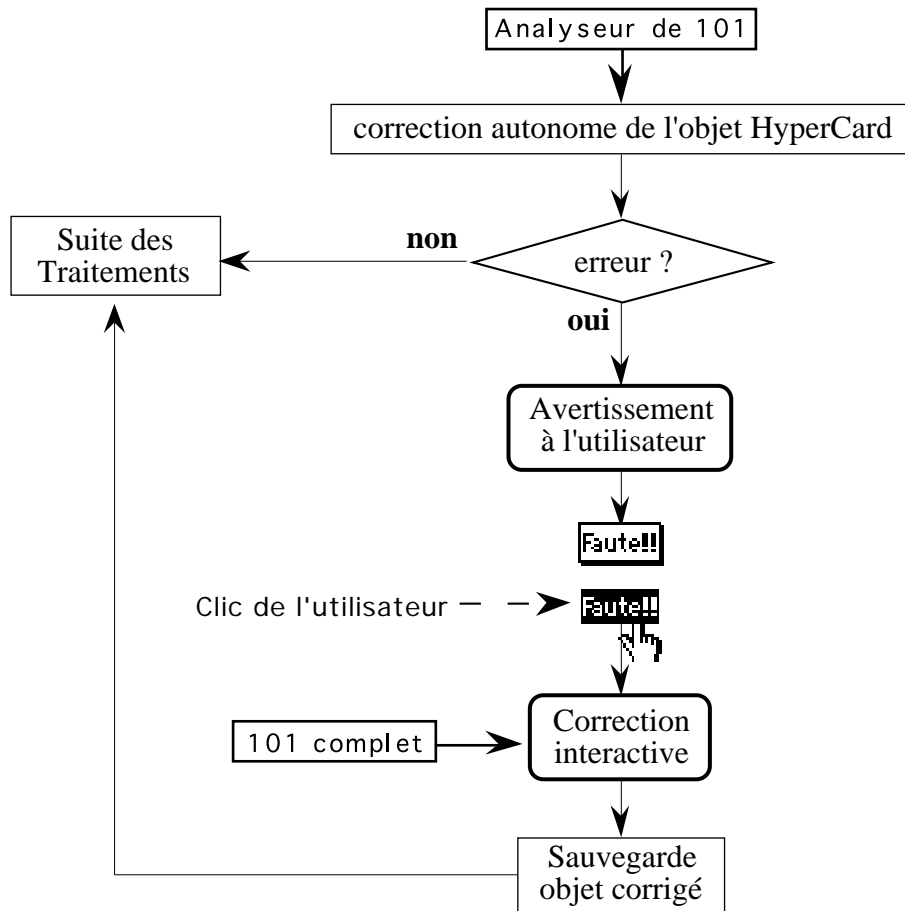 Analyseur de 101
correction autonome de l'objet HyperCard
Suite des
Traitements
non
erreur ?
oui
Avertissement
à l'utilisateur
Faute!!
Clic de l'utilisateur
Faute!!
101 complet
Correction
interactive
Sauvegarde
objet corrigé